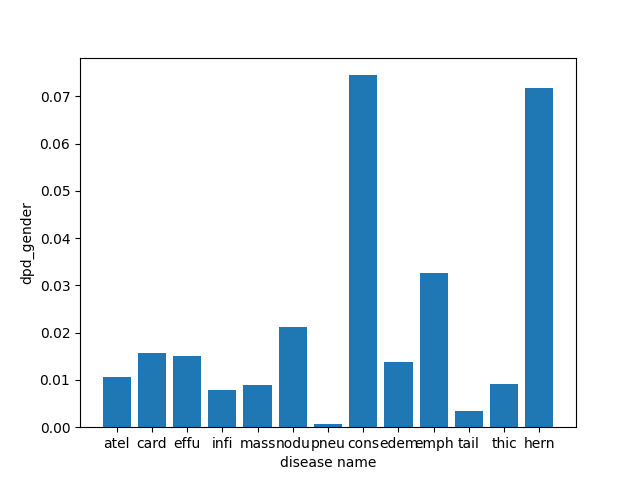 0.07
0.06
0.05
0.04
0.03
0.02
0.01
0.00
dpd_gender
atel card effu infi mass nodu pneu cons edem emph tail thic hern
disease name